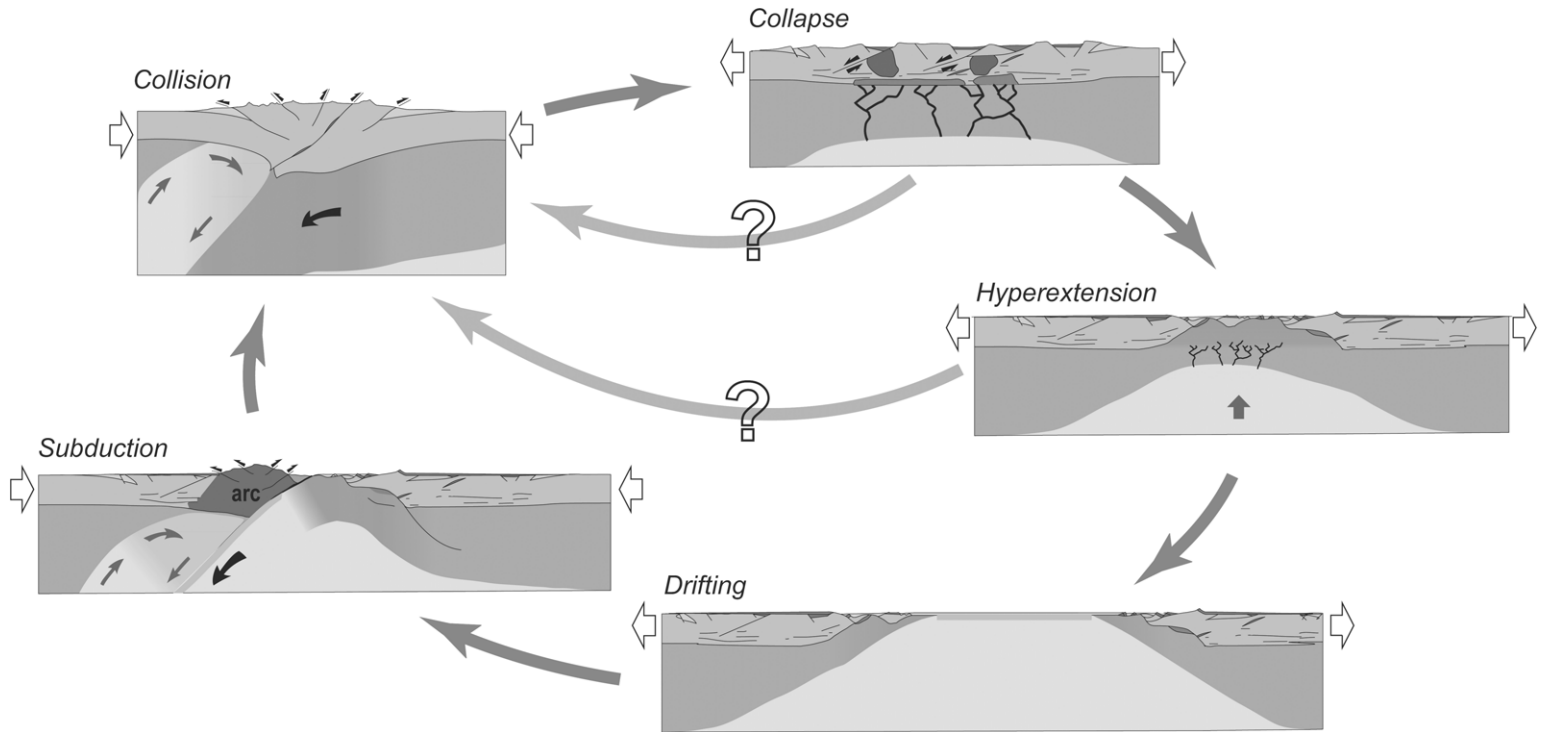 Collapse
Collision
?
Hyperextension
?
Subduction
arc
Drifting